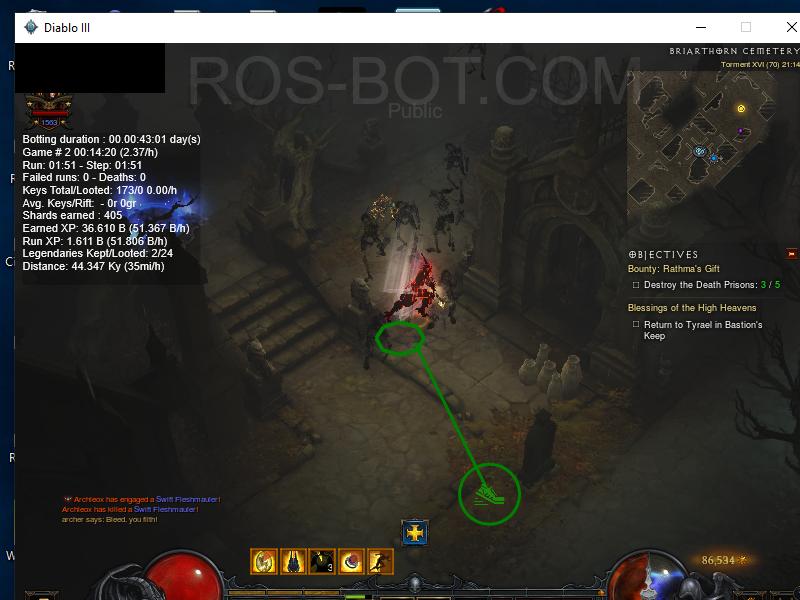 Diablo III
ROS-BOT.COM
Public
BRIARTHORN CEMETERY
Torment XVI (70) 21:14
1563
Botting duration : 00.00:43:01 day(s)
Game # 2 00:14:20 (2.37/h)
Run: 01:51 - Step: 01:51
Failed runs: 0 - Deaths: 0
Keys Total/Looted: 173/0 0.00/h
Avg. Keys/Rift: - 0r 0gr
Shards earned : 405
Earned XP: 36.610 B (51.367 B/h)
Run XP: 1.611 B (51.806 B/h)
Legendaries Kept/Looted: 2/24
Distance: 44.347 Ky (35mi/h)
OBJECTIVES
Bounty: Rathma's Gift
Destroy the Death Prisons: 3 / 5
Blessings of the High Heavens
Return to Tyrael in Bastion's
Keep
Archleox has engaged a Swift Fleshmauler!
Archleox has killed a Swift Fleshmauler!
archer says: Bleed, you filth!
3
86,534